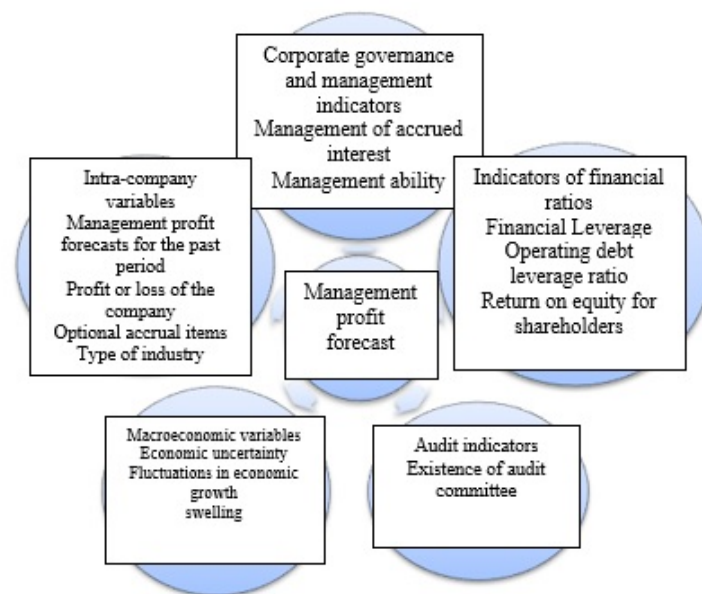 Corporate governance
and management
indicators
Management of accrued
interest
Management ability
Intra-company
variables
Management profit
forecasts for the past
period
Profit or loss of the
company
Optional accrual items
Type of industry
Indicators of financial
ratios
Financial Leverage
Operating debt
leverage ratio
Return on equity for
shareholders
Management
profit
forecast
Macroeconomic variables
Economic uncertainty
Fluctuations in economic
growth
swelling
Audit indicators
Existence of audit
committee